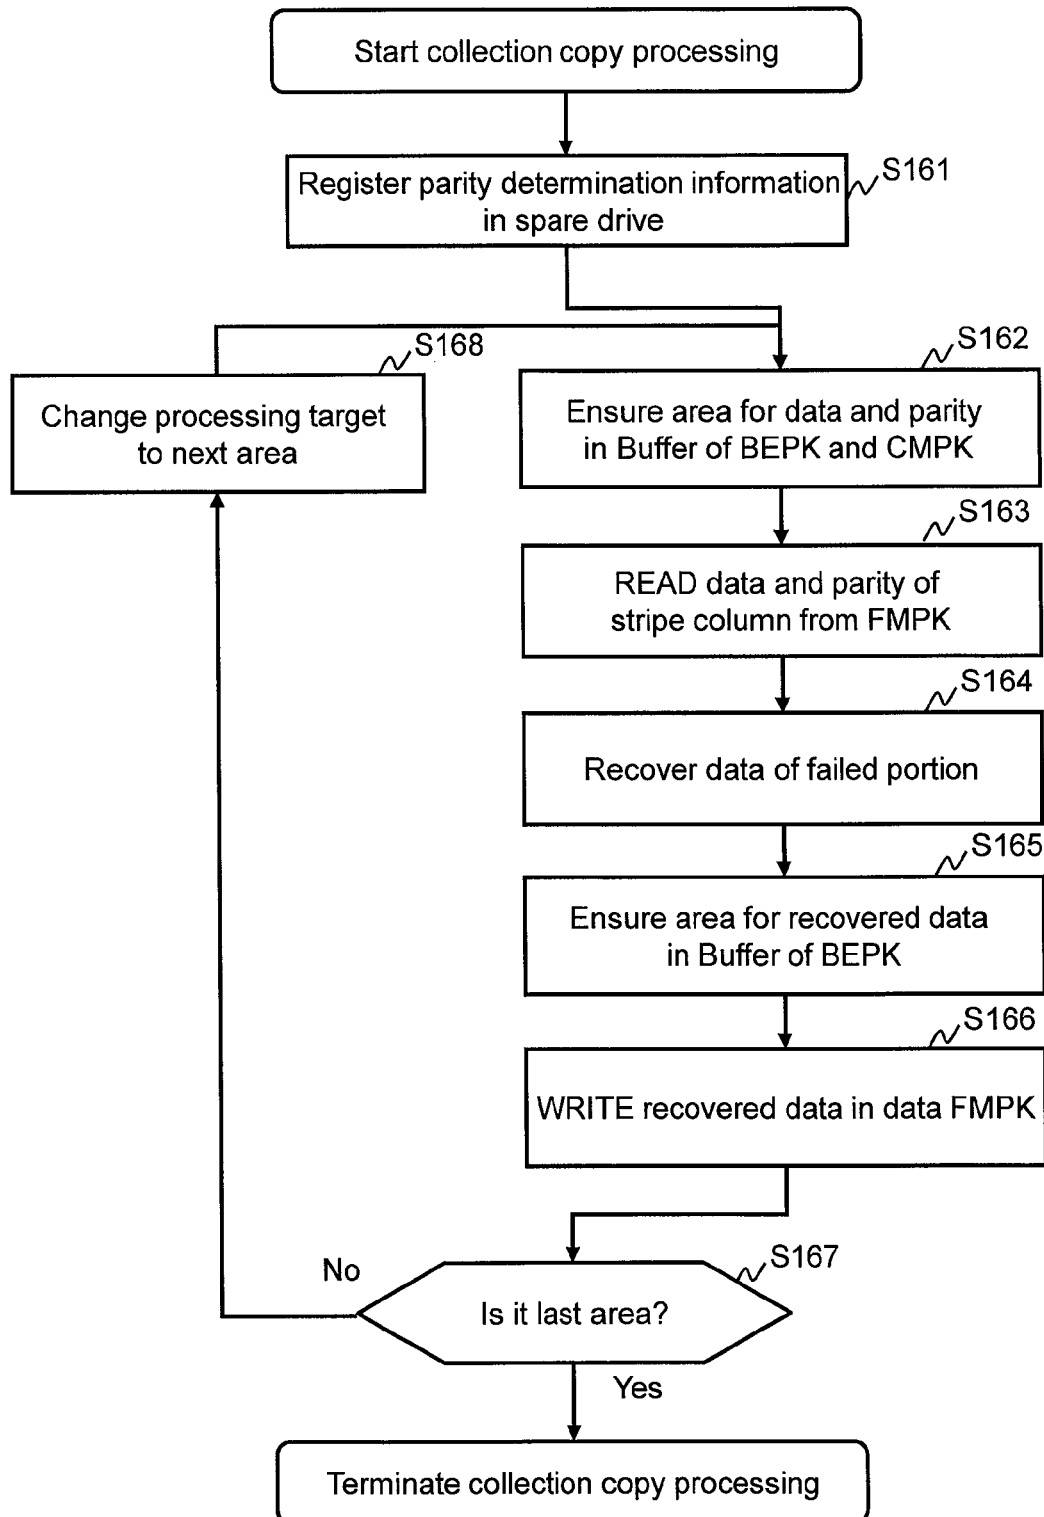 Start collection copy processing
S161
Register parity determination information
in spare drive
S168
Change processing target
to next area
S162
Ensure area for data and parity
in Buffer of BEPK and CMPK
S163
READ data and parity of
stripe column from FMPK
S164
Recover data of failed portion
S165
Ensure area for recovered data
in Buffer of BEPK
S166
WRITE recovered data in data FMPK
S167
No
Is it last area?
Yes
Terminate collection copy processing